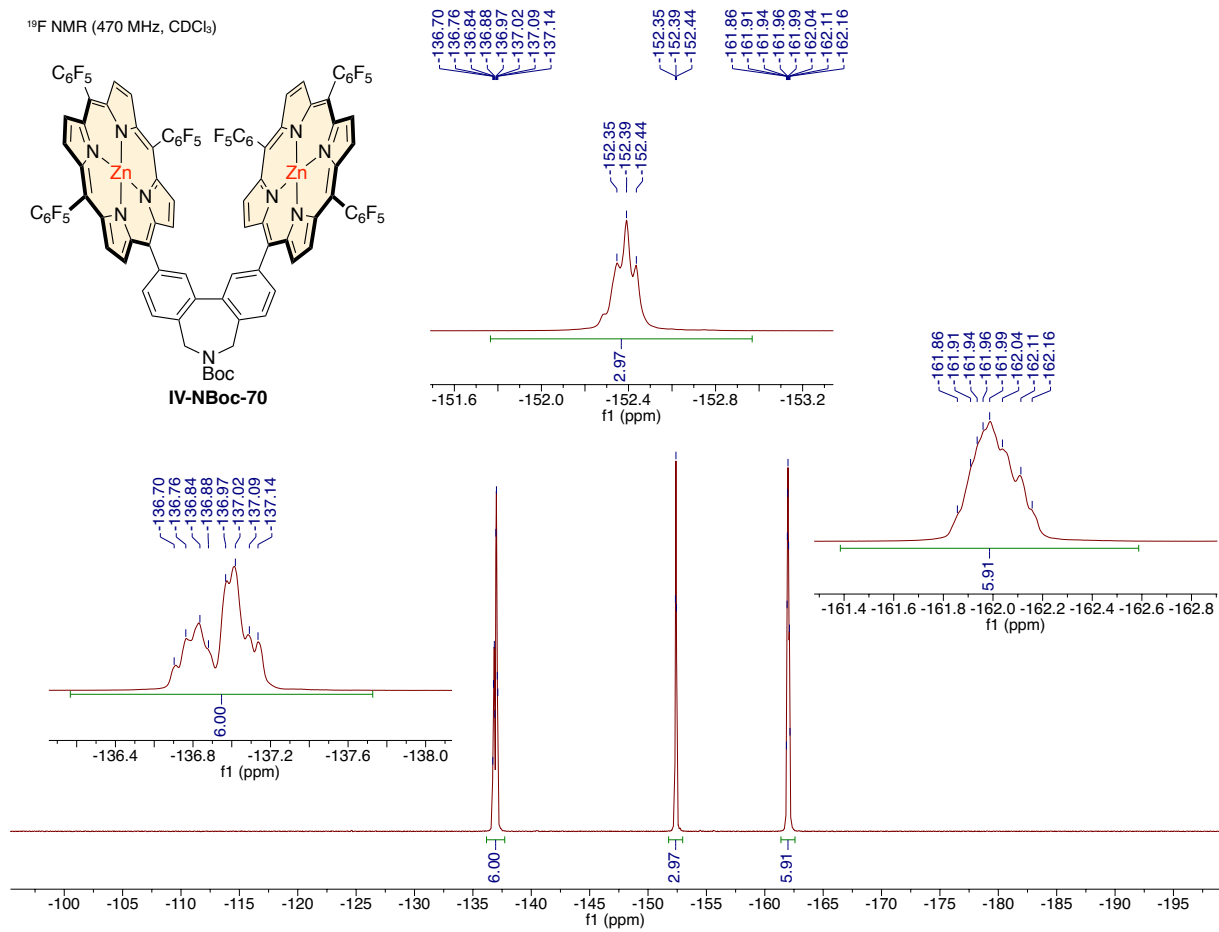 ¹⁹F NMR (470 MHz, CDCl₃)
-136.70
-136.76
-136.84
-136.88
-136.97
-137.02
-137.09
-137.14
-152.35
-152.39
-152.44
-161.86
-161.91
-161.94
-161.96
-161.99
-162.04
-162.11
-162.16
C₆F₅
C₆F₅
C₆F₅
C₆F₅
F₅C₆
C₆F₅
N
N
N
N
Zn
N
N
N
N
Zn
N
Boc
IV-NBoc-70
-152.35
-152.39
-152.44
2.97
-151.6 -152.0 -152.4 -152.8 -153.2
f1 (ppm)
-161.86
-161.91
-161.94
-161.96
-161.99
-162.04
-162.11
-162.16
5.91
-161.4 -161.6 -161.8 -162.0 -162.2 -162.4 -162.6 -162.8
f1 (ppm)
-136.70
-136.76
-136.84
-136.88
-136.97
-137.02
-137.09
-137.14
6.00
-136.4 -136.8 -137.2 -137.6 -138.0
f1 (ppm)
6.00
2.97
5.91
-100 -105 -110 -115 -120 -125 -130 -135 -140 -145 -150 -155 -160 -165 -170 -175 -180 -185 -190 -195
f1 (ppm)